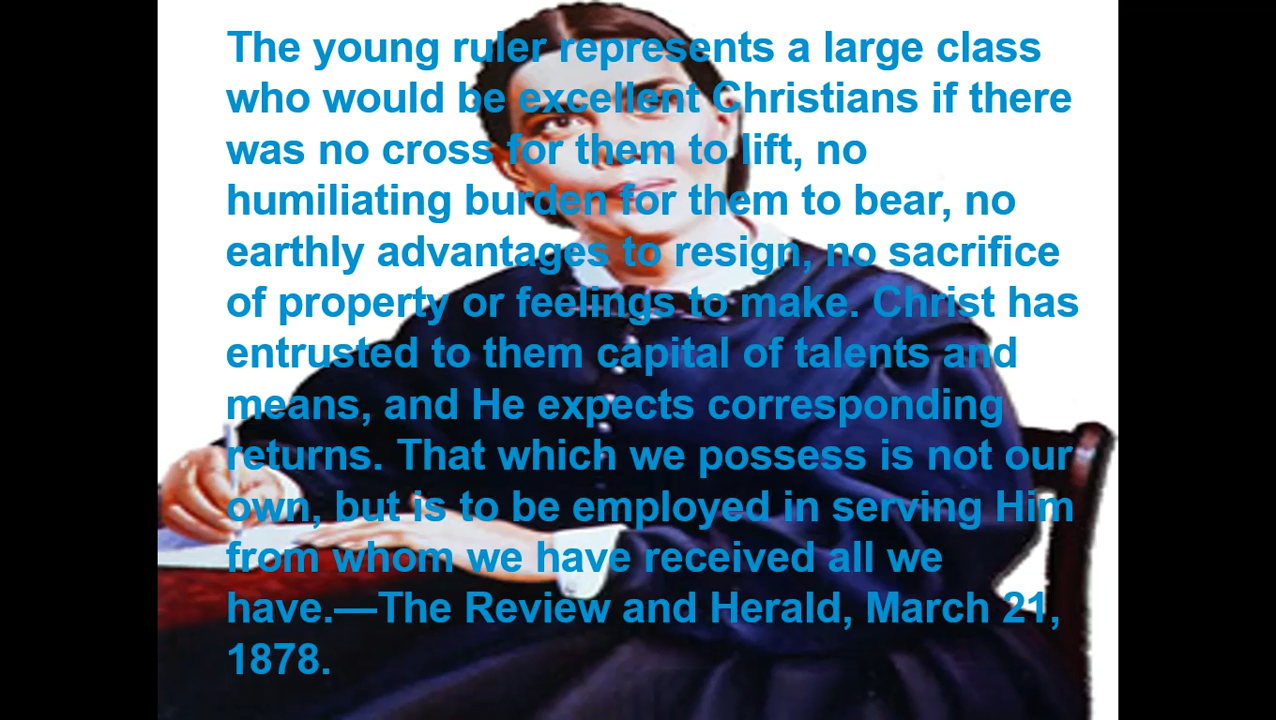 The young ruler represents a large class
who would be excellent Christians if there
was no cross for them to lift, no
humiliating burden for them to bear, no
earthly advantages to resign, no sacrifice
of property or feelings to make. Christ has
entrusted to them capital of talents and
means, and He expects corresponding
returns. That which we possess is not our
own, but is to be employed in serving Him
from whom we have received all we
have.—The Review and Herald, March 21,
1878.